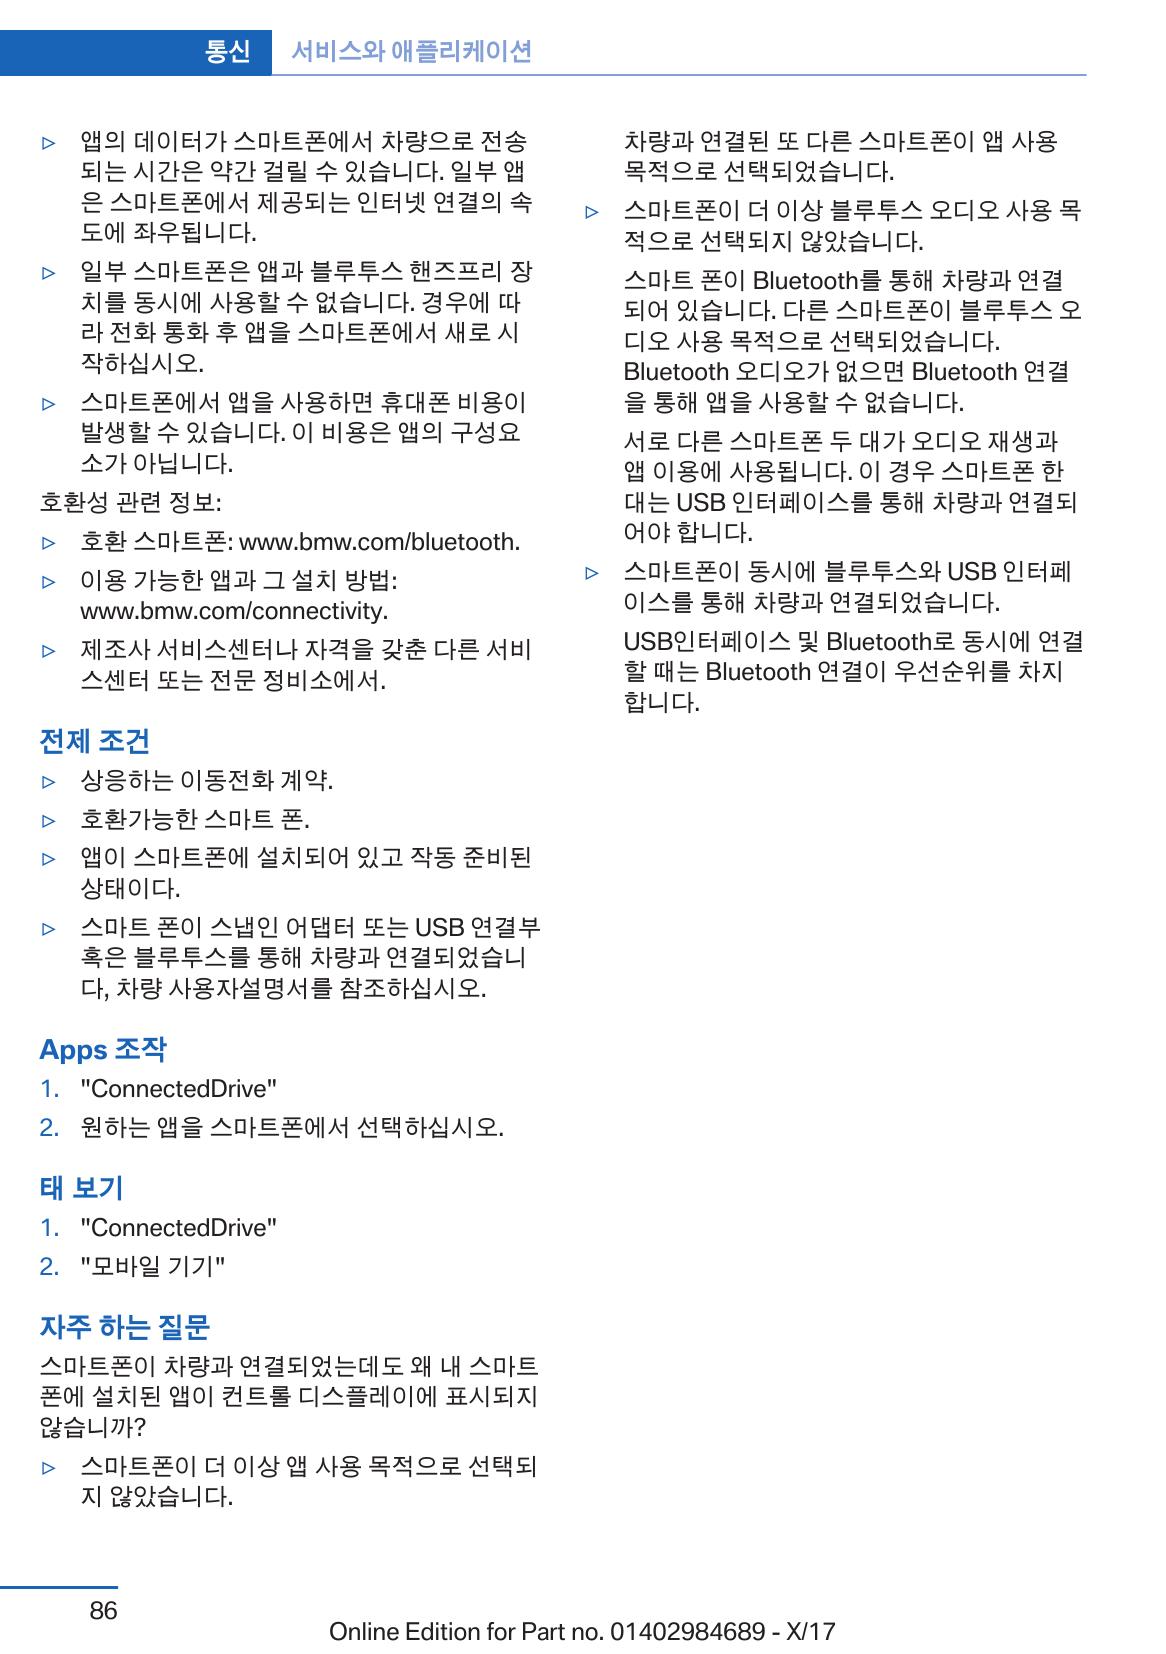 통신 서비스와 애플리케이션
▷ 앱의 데이터가 스마트폰에서 차량으로 전송
되는 시간은 약간 걸릴 수 있습니다. 일부 앱
은 스마트폰에서 제공되는 인터넷 연결의 속
도에 좌우됩니다.
▷ 일부 스마트폰은 앱과 블루투스 핸즈프리 장
치를 동시에 사용할 수 없습니다. 경우에 따
라 전화 통화 후 앱을 스마트폰에서 새로 시
작하십시오.
▷ 스마트폰에서 앱을 사용하면 휴대폰 비용이
발생할 수 있습니다. 이 비용은 앱의 구성요
소가 아닙니다.
호환성 관련 정보:
▷ 호환 스마트폰: www.bmw.com/bluetooth.
▷ 이용 가능한 앱과 그 설치 방법:
www.bmw.com/connectivity.
▷ 제조사 서비스센터나 자격을 갖춘 다른 서비
스센터 또는 전문 정비소에서.
전제 조건
▷ 상응하는 이동전화 계약.
▷ 호환가능한 스마트 폰.
▷ 앱이 스마트폰에 설치되어 있고 작동 준비된
상태이다.
▷ 스마트 폰이 스냅인 어댑터 또는 USB 연결부
혹은 블루투스를 통해 차량과 연결되었습니
다, 차량 사용자설명서를 참조하십시오.
Apps 조작
1. "ConnectedDrive"
2. 원하는 앱을 스마트폰에서 선택하십시오.
태 보기
1. "ConnectedDrive"
2. "모바일 기기"
자주 하는 질문
스마트폰이 차량과 연결되었는데도 왜 내 스마트
폰에 설치된 앱이 컨트롤 디스플레이에 표시되지
않습니까?
▷ 스마트폰이 더 이상 앱 사용 목적으로 선택되
지 않았습니다.
차량과 연결된 또 다른 스마트폰이 앱 사용
목적으로 선택되었습니다.
▷ 스마트폰이 더 이상 블루투스 오디오 사용 목
적으로 선택되지 않았습니다.
스마트 폰이 Bluetooth를 통해 차량과 연결
되어 있습니다. 다른 스마트폰이 블루투스 오
디오 사용 목적으로 선택되었습니다.
Bluetooth 오디오가 없으면 Bluetooth 연결
을 통해 앱을 사용할 수 없습니다.
서로 다른 스마트폰 두 대가 오디오 재생과
앱 이용에 사용됩니다. 이 경우 스마트폰 한
대는 USB 인터페이스를 통해 차량과 연결되
어야 합니다.
▷ 스마트폰이 동시에 블루투스와 USB 인터페
이스를 통해 차량과 연결되었습니다.
USB인터페이스 및 Bluetooth로 동시에 연결
할 때는 Bluetooth 연결이 우선순위를 차지
합니다.
86
Online Edition for Part no. 01402984689 - X/17